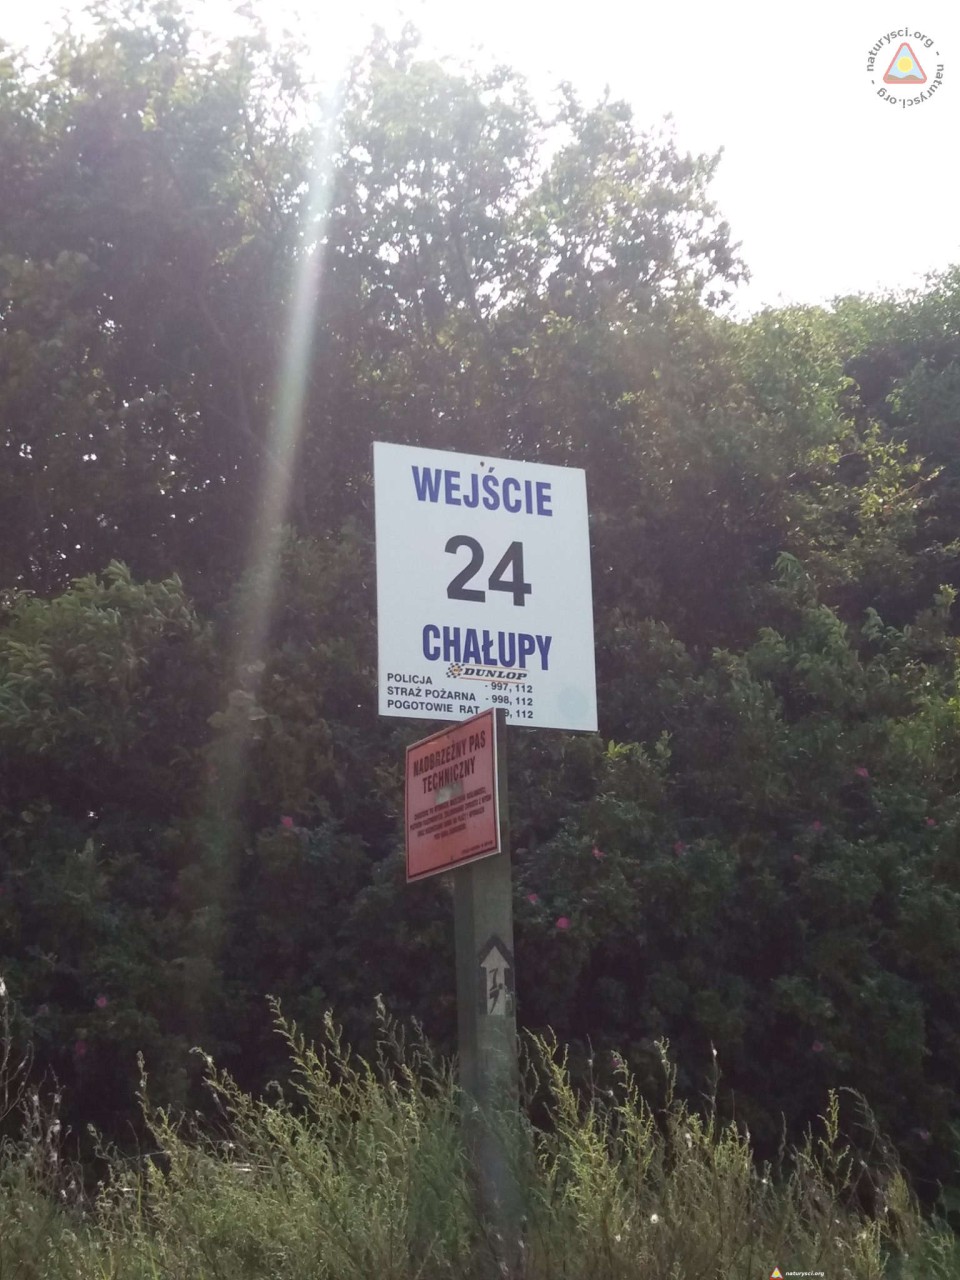 naturysci.org - naturysci.org -
WEJŚCIE
24
CHAŁUPY
DUNLOP
POLICJA - 997, 112
STRAŻ POŻARNA - 998, 112
POGOTOWIE RAT 9, 112
NADBRZEŻNY PAS
TECHNICZNY
naturysci.org